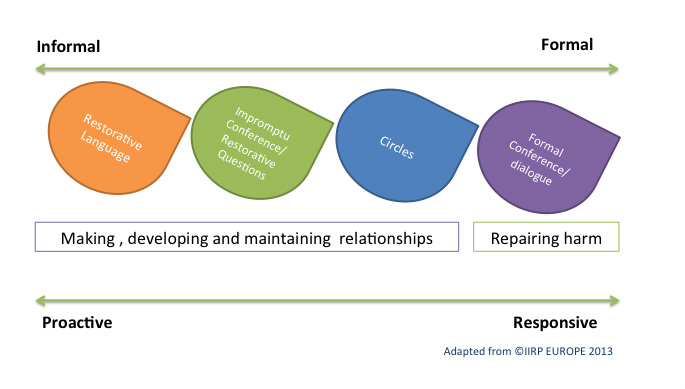 Informal
Formal
Restorative
Language
Impromptu
Conference/
Restorative
Questions
Circles
Formal
Conference/
dialogue
Making , developing and maintaining relationships
Repairing harm
Proactive
Responsive
Adapted from ©IIRP EUROPE 2013